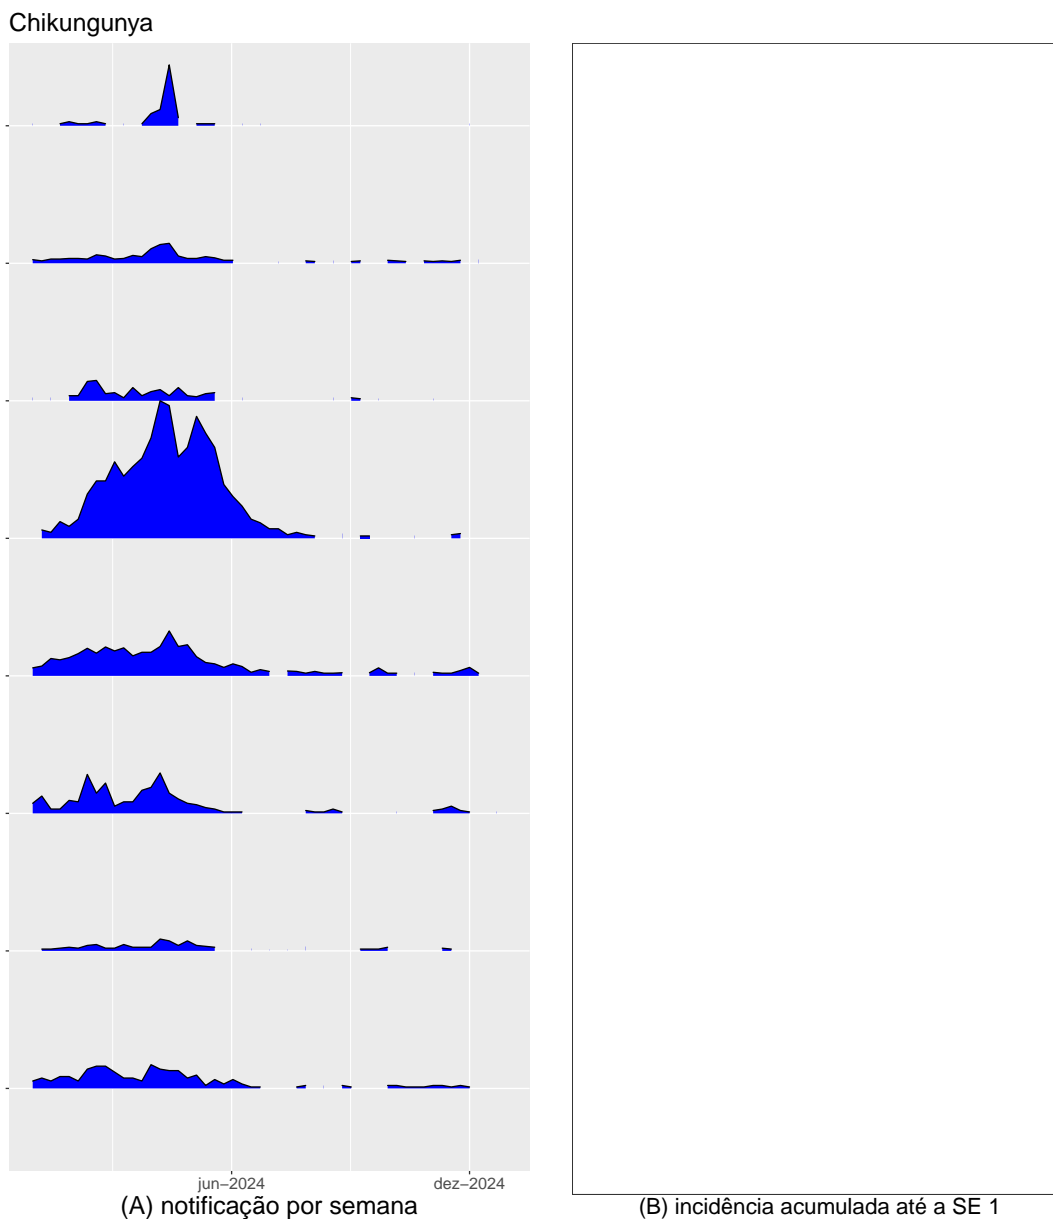 Chikungunya
jun−2024
dez−2024
(A) notificação por semana
(B) incidência acumulada até a SE 1